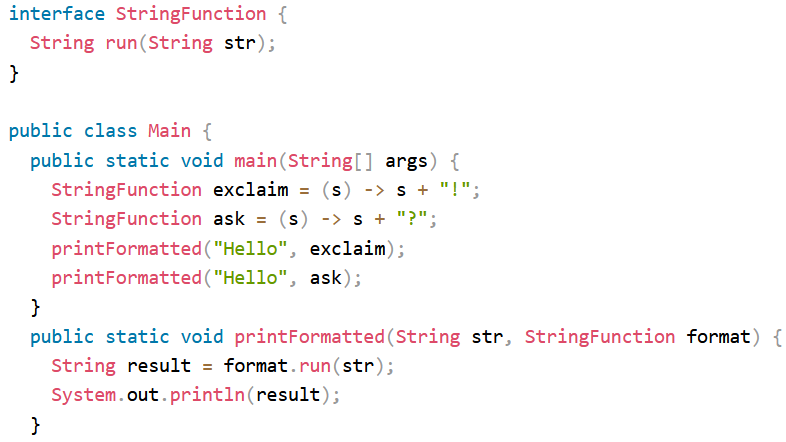 interface StringFunction {
  String run(String str);
}

public class Main {
  public static void main(String[] args) {
    StringFunction exclaim = (s) -> s + "!";
    StringFunction ask = (s) -> s + "?";
    printFormatted("Hello", exclaim);
    printFormatted("Hello", ask);
  }
  public static void printFormatted(String str, StringFunction format) {
    String result = format.run(str);
    System.out.println(result);
  }